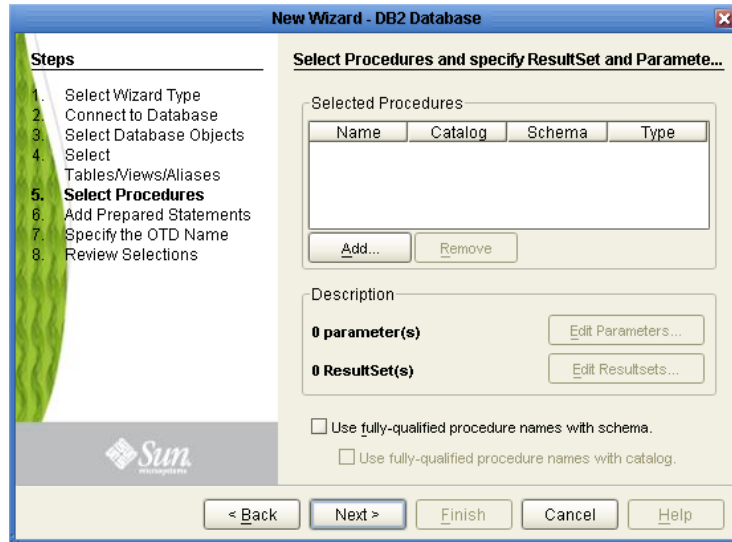 New Wizard - DB2 Database
Steps
1. Select Wizard Type
2. Connect to Database
3. Select Database Objects
4. Select
Tables/Views/Aliases
5. Select Procedures
6. Add Prepared Statements
7. Specify the OTD Name
8. Review Selections
Sun
microsystems
Select Procedures and specify ResultSet and Paramete...
Selected Procedures
Name Catalog Schema Type
Add... Remove
Description
0 parameter(s) Edit Parameters...
0 ResultSet(s) Edit Resultsets...
Use fully-qualified procedure names with schema.
Use fully-qualified procedure names with catalog.
< Back Next > Finish Cancel Help